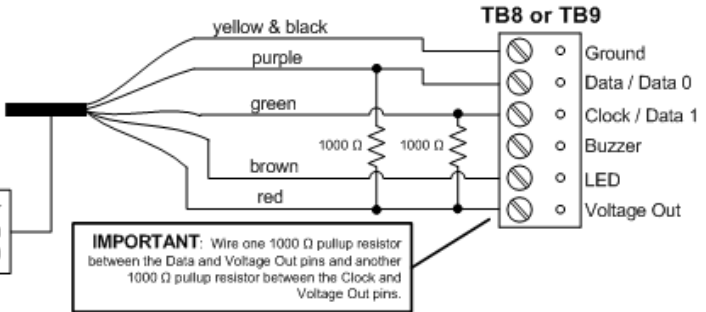 TB8 or TB9
yellow & black
Ground
purple
Data / Data 0
green
Clock / Data 1
1000 Ω
1000 Ω
Buzzer
brown
LED
red
Voltage Out
IMPORTANT: Wire one 1000 Ω pullup resistor
between the Data and Voltage Out pins and another
1000 Ω pullup resistor between the Clock and
Voltage Out pins.